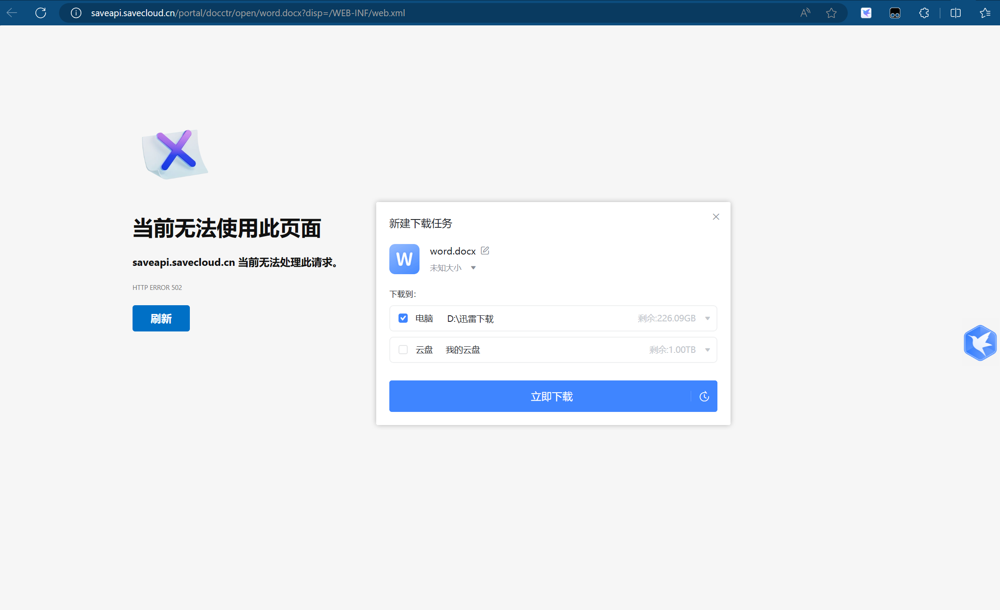 saveapi.savecloud.cn/portal/docctr/open/word.docx?disp=/WEB-INF/web.xml
当前无法使用此页面
saveapi.savecloud.cn 当前无法处理此请求。
HTTP ERROR 502
刷新
新建下载任务
W
word.docx
未知大小
下载到：
电脑 D:\迅雷下载 剩余:226.09GB
云盘 我的云盘 剩余:1.00TB
立即下载